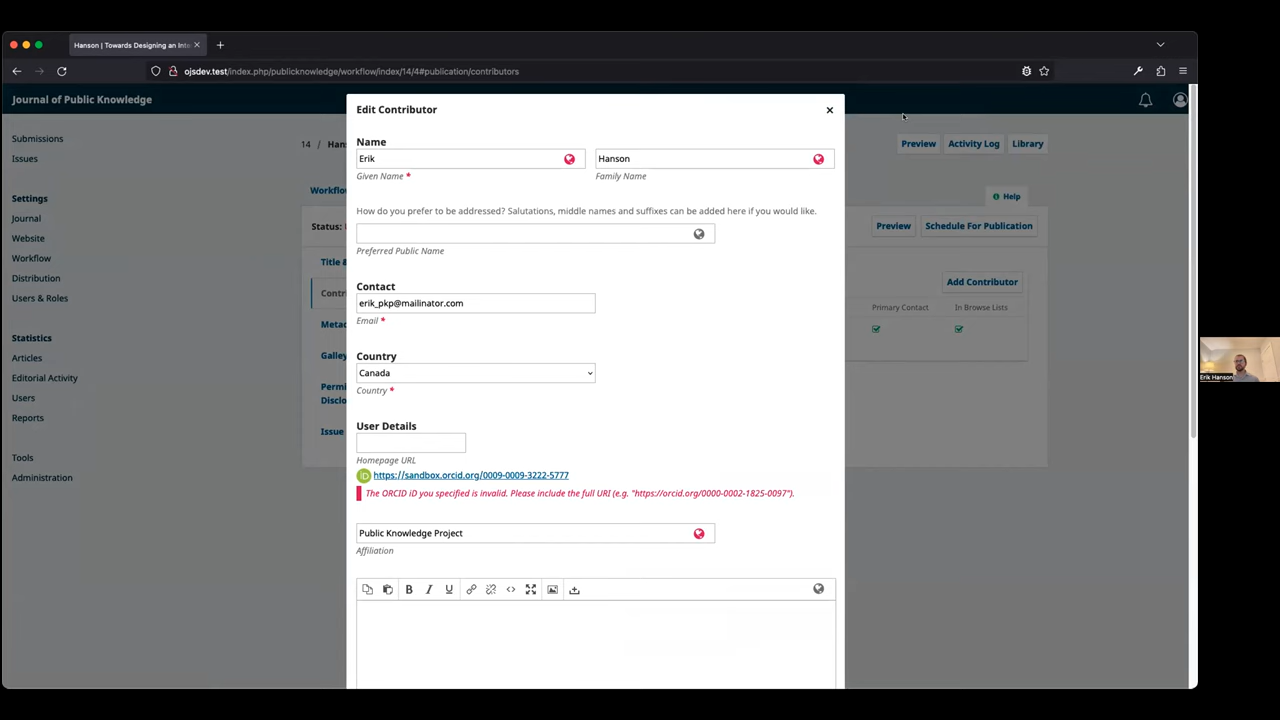 Hanson | Towards Designing an Inte
ojsdev.test/index.php/publicknowledge/workflow/index/14/4#publication/contributors
Journal of Public Knowledge
Submissions
Issues
Settings
Journal
Website
Workflow
Distribution
Users & Roles
Statistics
Articles
Editorial Activity
Users
Reports
Tools
Administration
14 / Han
Preview
Activity Log
Library
Workflow
Help
Status:
Preview
Schedule For Publication
Title &
Contri
Metad
Galley
Permi
Disclo
Issue
Add Contributor
Primary Contact
In Browse Lists
Edit Contributor
Name
Erik
Hanson
Given Name *
Family Name
How do you prefer to be addressed? Salutations, middle names and suffixes can be added here if you would like.
Preferred Public Name
Contact
erik_pkp@mailinator.com
Email *
Country
Canada
Country *
User Details
Homepage URL
iD https://sandbox.orcid.org/0009-0009-3222-5777
The ORCID iD you specified is invalid. Please include the full URI (e.g. "https://orcid.org/0000-0002-1825-0097").
Public Knowledge Project
Affiliation
B I U
Erik Hanson